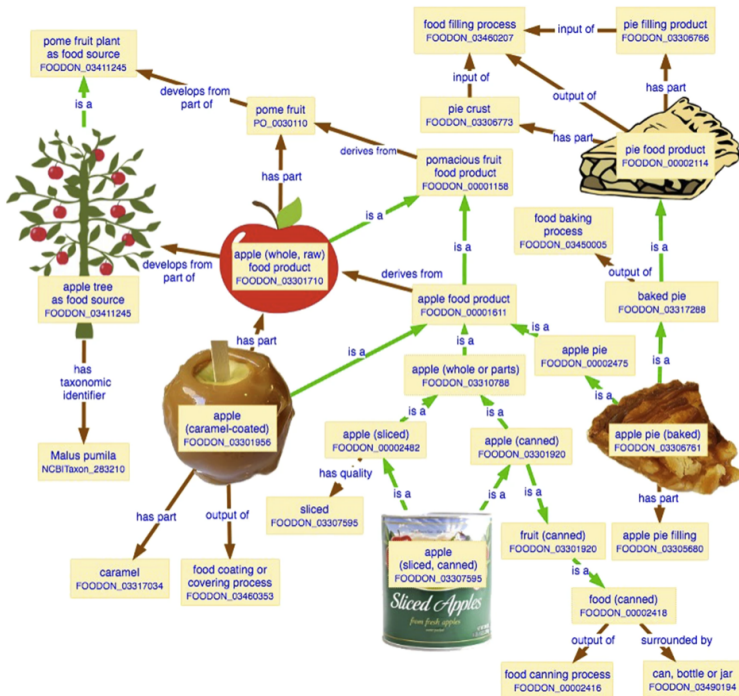 pome fruit plant
as food source
FOODON_03411245
food filling process
FOODON_03460207
input of
pie filling product
FOODON_03306766
is a
develops from
part of
pome fruit
PO_0030110
input of
output of
has part
pie crust
FOODON_03306773
has part
pie food product
FOODON_00002114
derives from
pomacious fruit
food product
FOODON_00001158
has part
is a
food baking
process
FOODON_03450005
is a
is a
apple (whole, raw)
food product
FOODON_03301710
develops from
part of
derives from
output of
apple tree
as food source
FOODON_03411245
apple food product
FOODON_00001611
baked pie
FOODON_03317288
has part
is a
is a
is a
is a
has
taxonomic
identifier
apple (whole or parts)
FOODON_03310788
apple pie
FOODON_00002475
is a
is a
is a
apple
(caramel-coated)
FOODON_03301956
apple (sliced)
FOODON_00002482
apple (canned)
FOODON_03301920
apple pie (baked)
FOODON_03306761
Malus pumila
NCBITaxon_283210
has quality
is a
is a
is a
has part
sliced
FOODON_03307595
has part
output of
fruit (canned)
FOODON_03301920
apple pie filling
FOODON_03305680
apple
(sliced, canned)
FOODON_03307595
caramel
FOODON_03317034
food coating or
covering process
FOODON_03460353
is a
Sliced Apples
from fresh apples
food (canned)
FOODON_00002418
output of
surrounded by
food canning process
FOODON_00002416
can, bottle or jar
FOODON_03490194